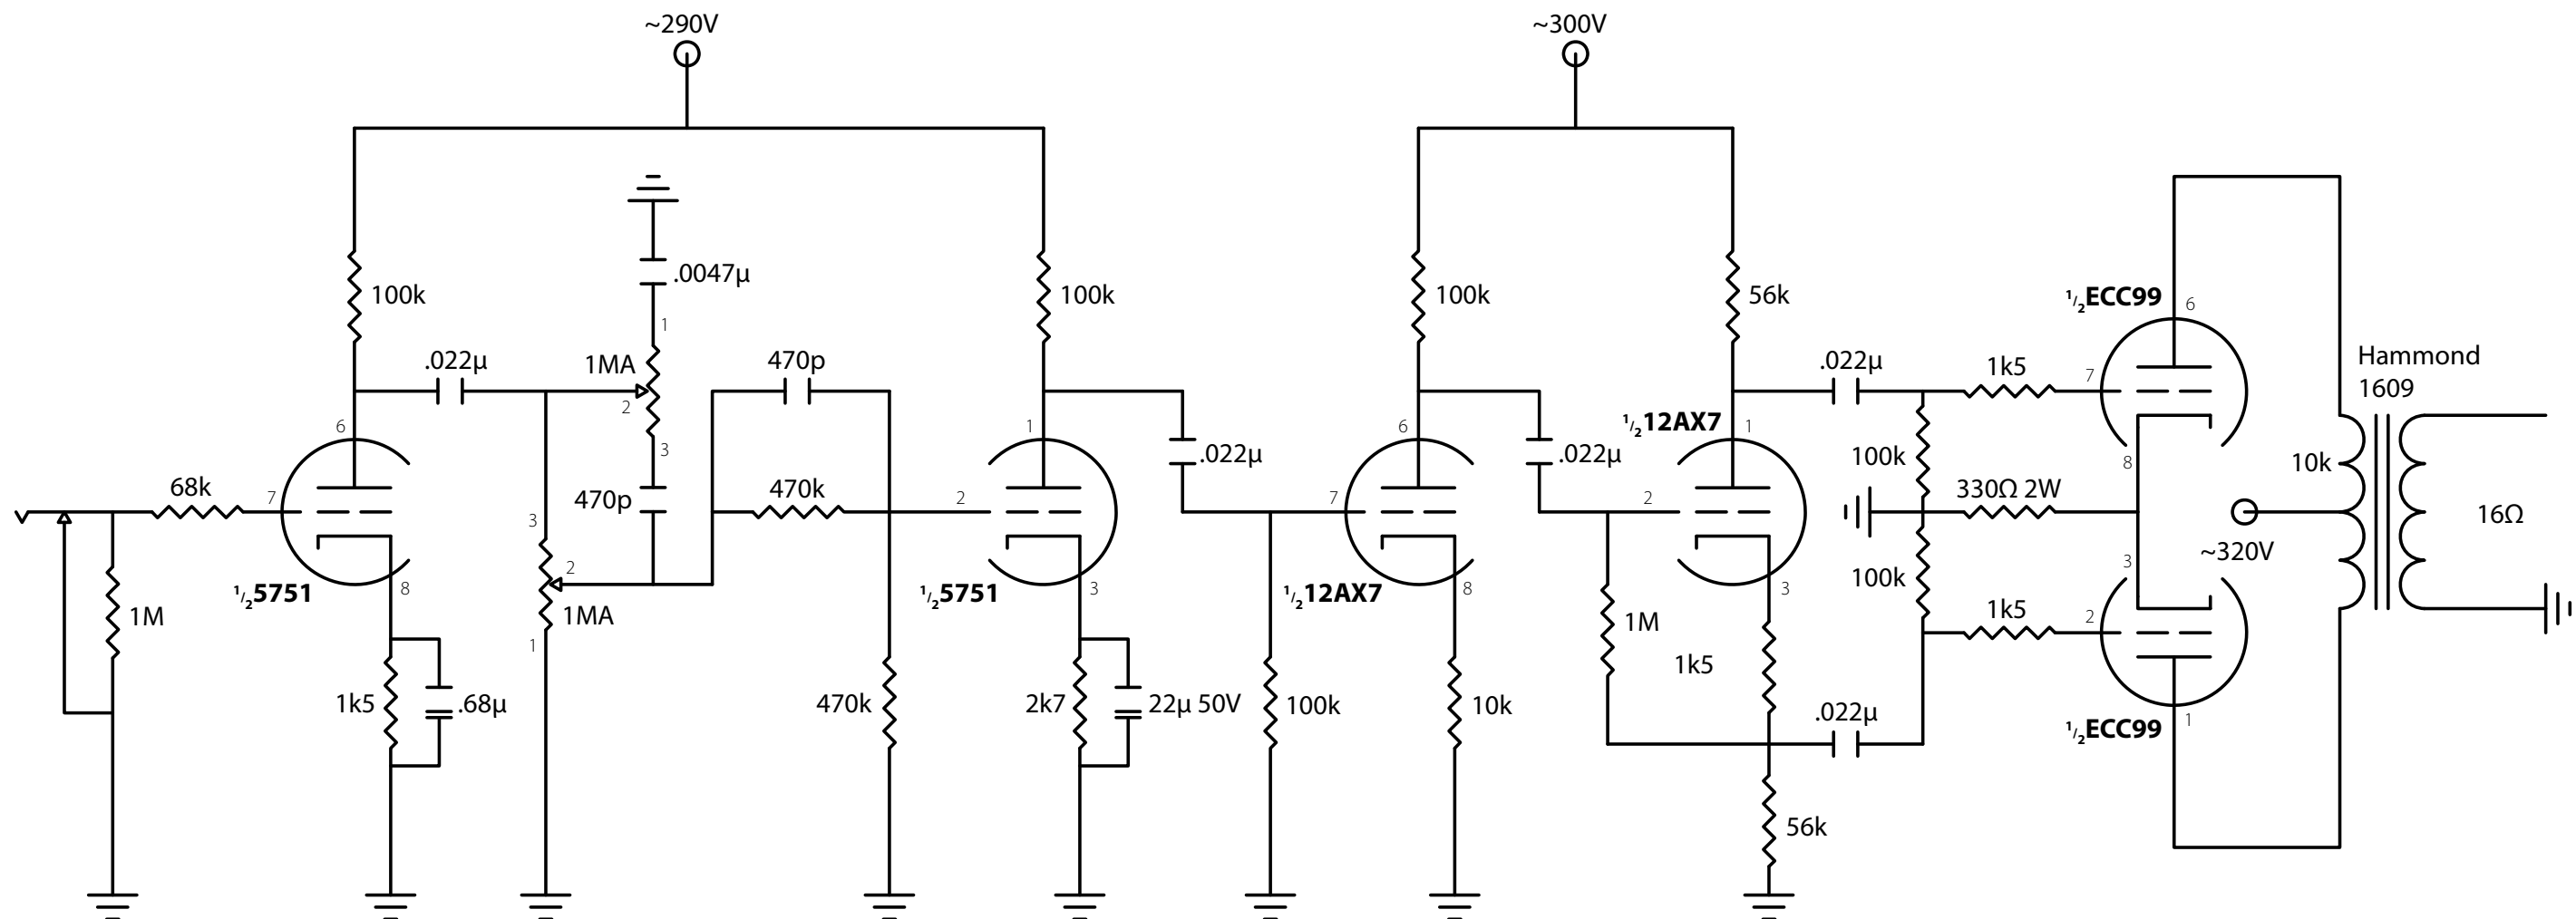 ~290V
~300V
100k
.0047µ
1
1MA
2
3
470p
.022µ
6
68k
7
½5751
8
1M
1k5
.68µ
3
2
1MA
1
470p
470k
470k
100k
1
2
½5751
3
2k7
22µ 50V
.022µ
100k
100k
6
7
½12AX7
8
10k
.022µ
1M
56k
½12AX7
1
2
3
1k5
56k
.022µ
.022µ
100k
100k
1k5
330Ω 2W
1k5
½ECC99
6
7
8
3
2
1
½ECC99
~320V
10k
Hammond
1609
16Ω